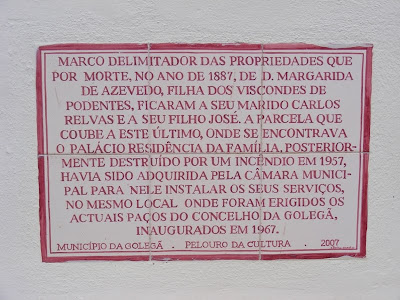 MARCO DELIMITADOR DAS PROPRIEDADES QUE
POR MORTE, NO ANO DE 1887, DE D. MARGARIDA
DE AZEVEDO, FILHA DOS VISCONDES DE
PODENTES, FICARAM A SEU MARIDO CARLOS
RELVAS E A SEU FILHO JOSÉ. A PARCELA QUE
COUBE A ESTE ÚLTIMO, ONDE SE ENCONTRAVA
O PALÁCIO RESIDÊNCIA DA FAMÍLIA, POSTERIOR-
MENTE DESTRUÍDO POR UM INCÊNDIO EM 1957,
HAVIA SIDO ADQUIRIDA PELA CÂMARA MUNICI-
PAL PARA NELE INSTALAR OS SEUS SERVIÇOS,
NO MESMO LOCAL ONDE FORAM ERIGIDOS OS
ACTUAIS PAÇOS DO CONCELHO DA GOLEGÃ,
INAUGURADOS EM 1967.
MUNICÍPIO DA GOLEGÃ . PELOURO DA CULTURA . 2007